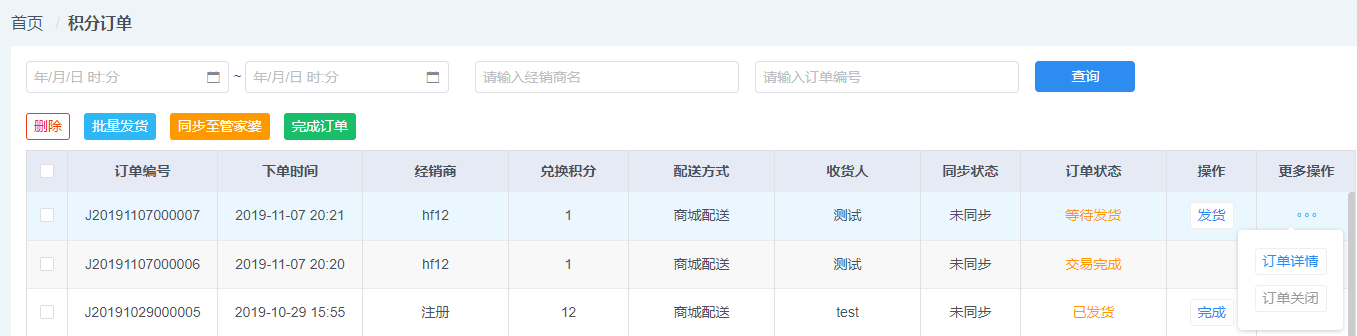 首页 / 积分订单
年/月/日 时:分 ~ 年/月/日 时:分 请输入经销商名 请输入订单编号 查询
删除 批量发货 同步至管家婆 完成订单
订单编号 下单时间 经销商 兑换积分 配送方式 收货人 同步状态 订单状态 操作 更多操作
J20191107000007 2019-11-07 20:21 hf12 1 商城配送 测试 未同步 等待发货 发货
J20191107000006 2019-11-07 20:20 hf12 1 商城配送 测试 未同步 交易完成
订单详情
订单关闭
J20191029000005 2019-10-29 15:55 注册 12 商城配送 test 未同步 已发货 完成